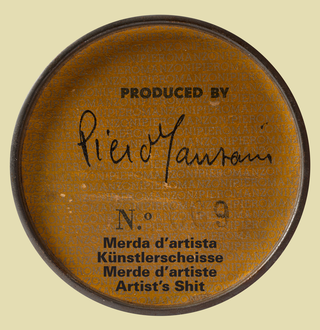 PRODUCED BY
Piero Manzoni
N.º 9
Merda d'artista
Künstlerscheisse
Merde d'artiste
Artist's Shit